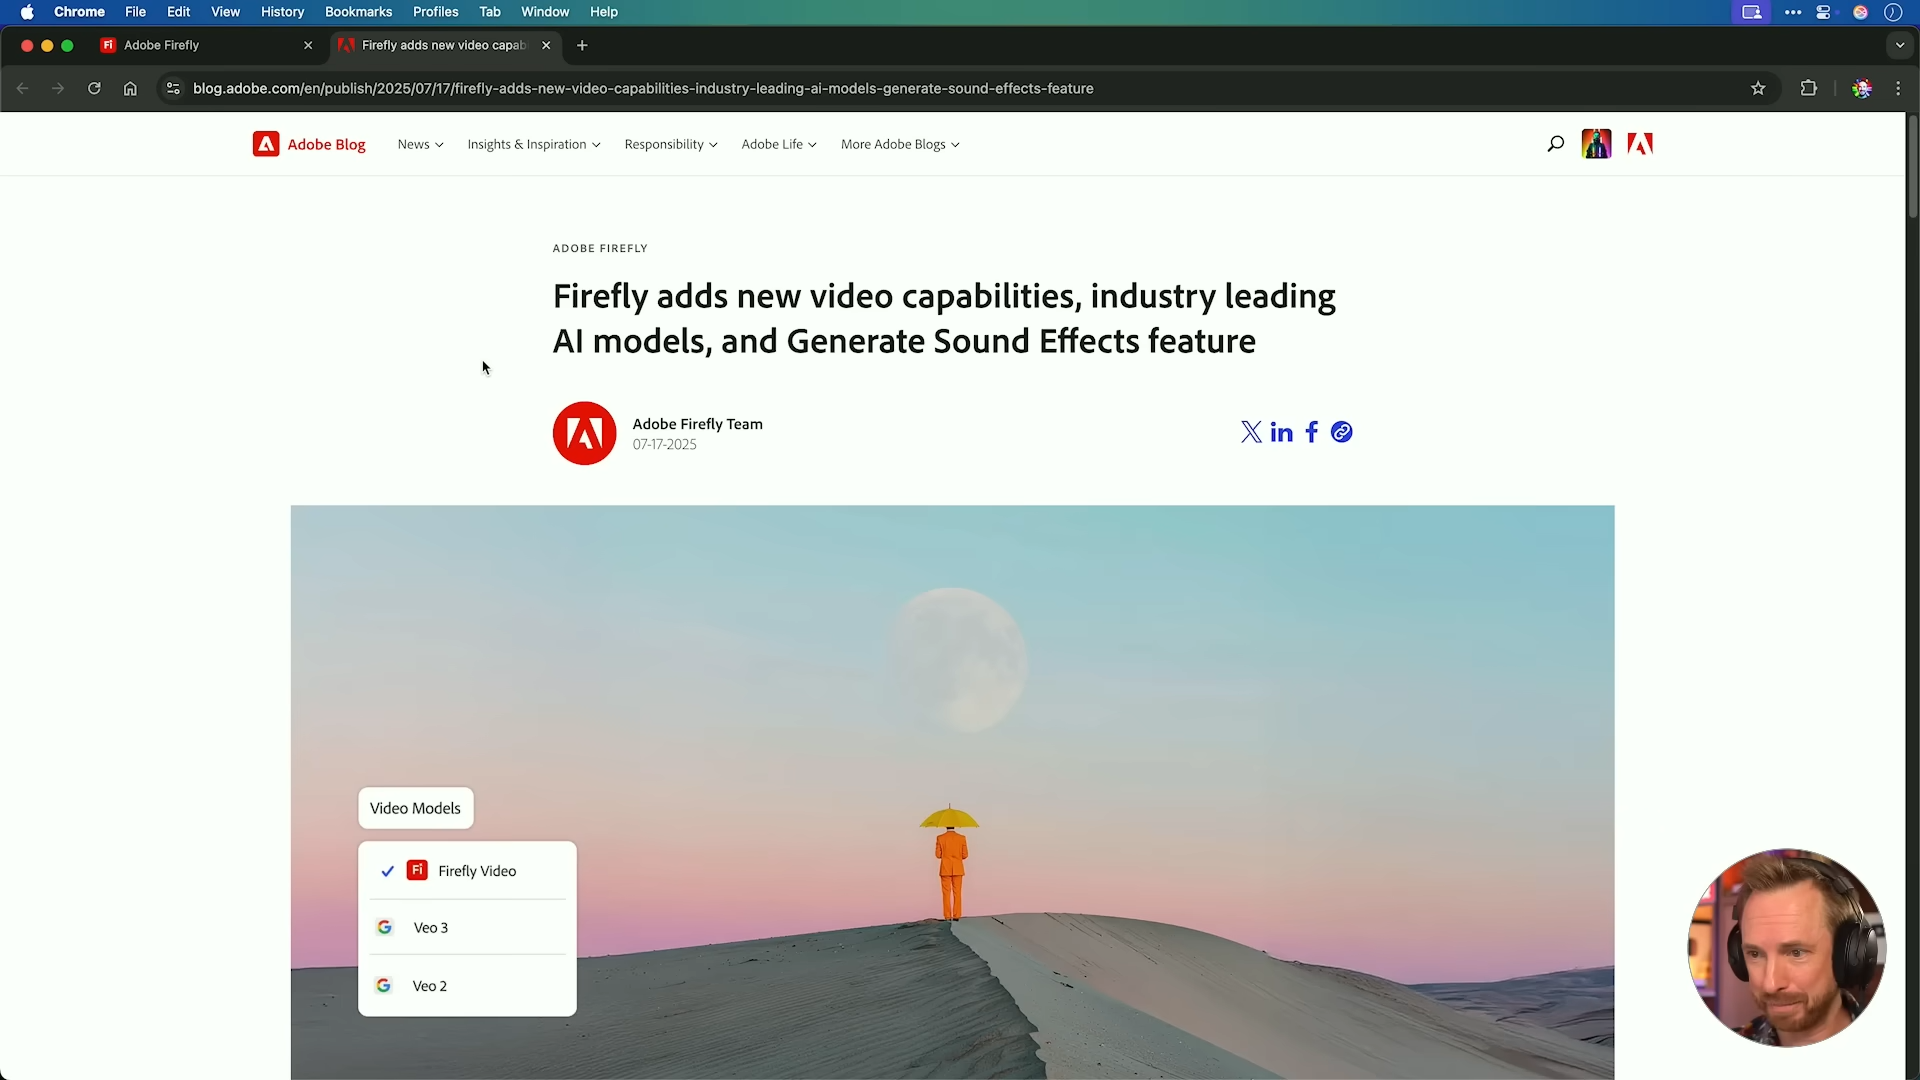 Chrome File Edit View History Bookmarks Profiles Tab Window Help
Fi Adobe Firefly
Firefly adds new video capab
blog.adobe.com/en/publish/2025/07/17/firefly-adds-new-video-capabilities-industry-leading-ai-models-generate-sound-effects-feature
Adobe Blog News Insights & Inspiration Responsibility Adobe Life More Adobe Blogs
ADOBE FIREFLY
Firefly adds new video capabilities, industry leading
AI models, and Generate Sound Effects feature
Adobe Firefly Team
07-17-2025
Video Models
Fi Firefly Video
Veo 3
Veo 2